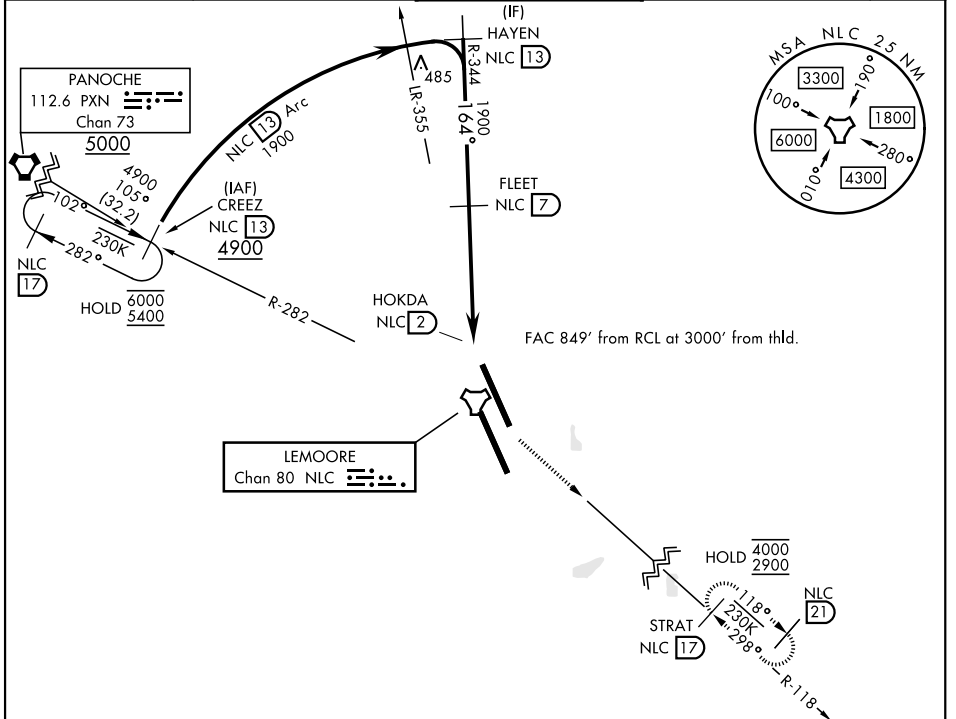 (IF)
HAYEN
NLC 13
R-344
1900
164°
485
LR-355
NLC 13 Arc
1900
MSA NLC 25 NM
3300
190°
100°
1800
6000
280°
010°
4300
PANOCHE
112.6 PXN
Chan 73
5000
4900
105°
(32.2)
102°
230K
282°
NLC
17
HOLD 6000
5400
(IAF)
CREEZ
NLC 13
4900
R-282
FLEET
NLC 7
HOKDA
NLC 2
FAC 849' from RCL at 3000' from thld.
LEMOORE
Chan 80 NLC
HOLD 4000
2900
118°
230K
298°
NLC
21
STRAT
NLC 17
R-118